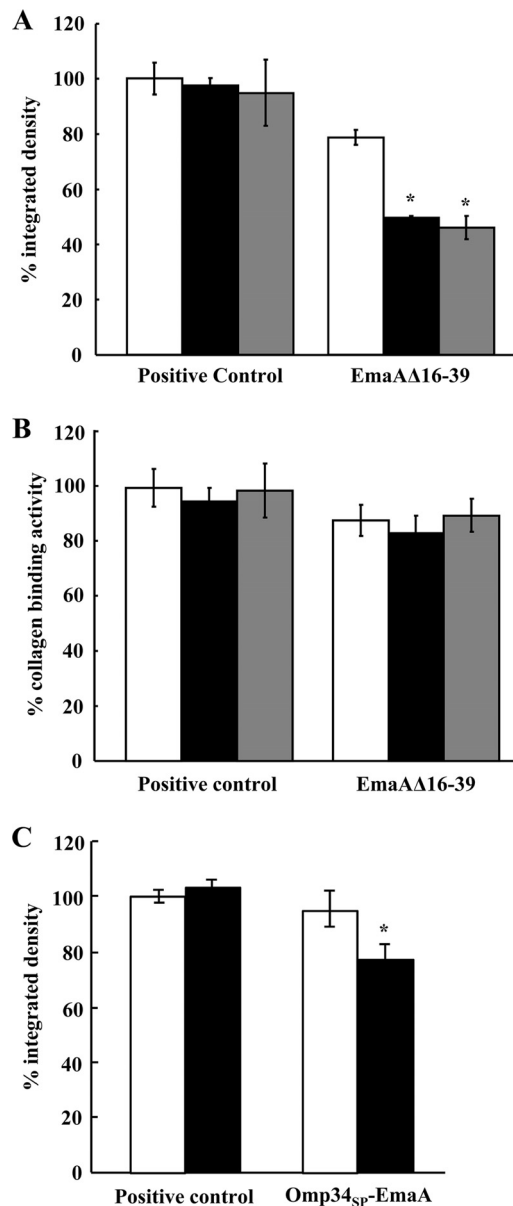 A
% integrated density
120
100
80
60
40
20
0
* *
Positive Control EmaAΔ16-39
B
% collagen binding activity
120
100
80
60
40
20
0
Positive control EmaAΔ16-39
C
% integrated density
120
100
80
60
40
20
0
*
Positive control Omp34SP-EmaA